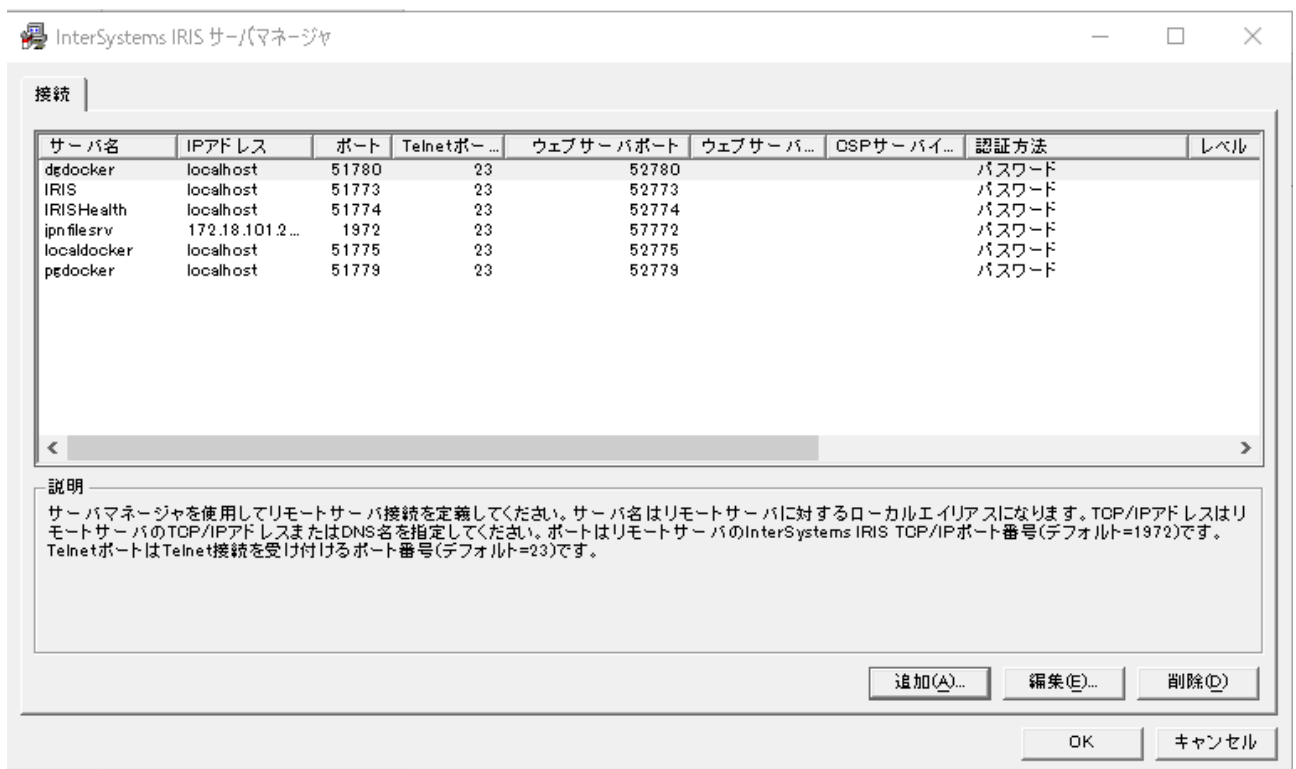 InterSystems IRIS サーバマネージャ
接続
サーバ名 IPアドレス ポート Telnetポー... ウェブサーバポート ウェブサーバ... CSPサーバイ... 認証方法 レベル
dgdocker localhost 51780 23 52780 パスワード
IRIS localhost 51773 23 52773 パスワード
IRISHealth localhost 51774 23 52774 パスワード
ipnfilesrv 172.18.101.2... 1972 23 57772 パスワード
localdocker localhost 51775 23 52775 パスワード
pgdocker localhost 51779 23 52779 パスワード
説明
サーバマネージャを使用してリモートサーバ接続を定義してください。サーバ名はリモートサーバに対するローカルエイリアスになります。TCP/IPアドレスはリ
モートサーバのTCP/IPアドレスまたはDNS名を指定してください。ポートはリモートサーバのInterSystems IRIS TCP/IPポート番号(デフォルト=1972)です。
TelnetポートはTelnet接続を受け付けるポート番号(デフォルト=23)です。
追加(A)... 編集(E)... 削除(D)
OK キャンセル